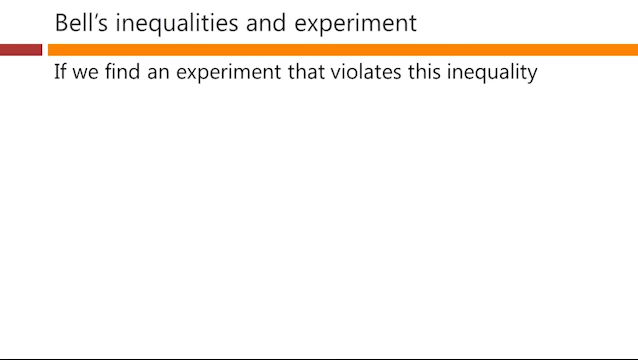 Bell’s inequalities and experiment
If we find an experiment that violates this inequality